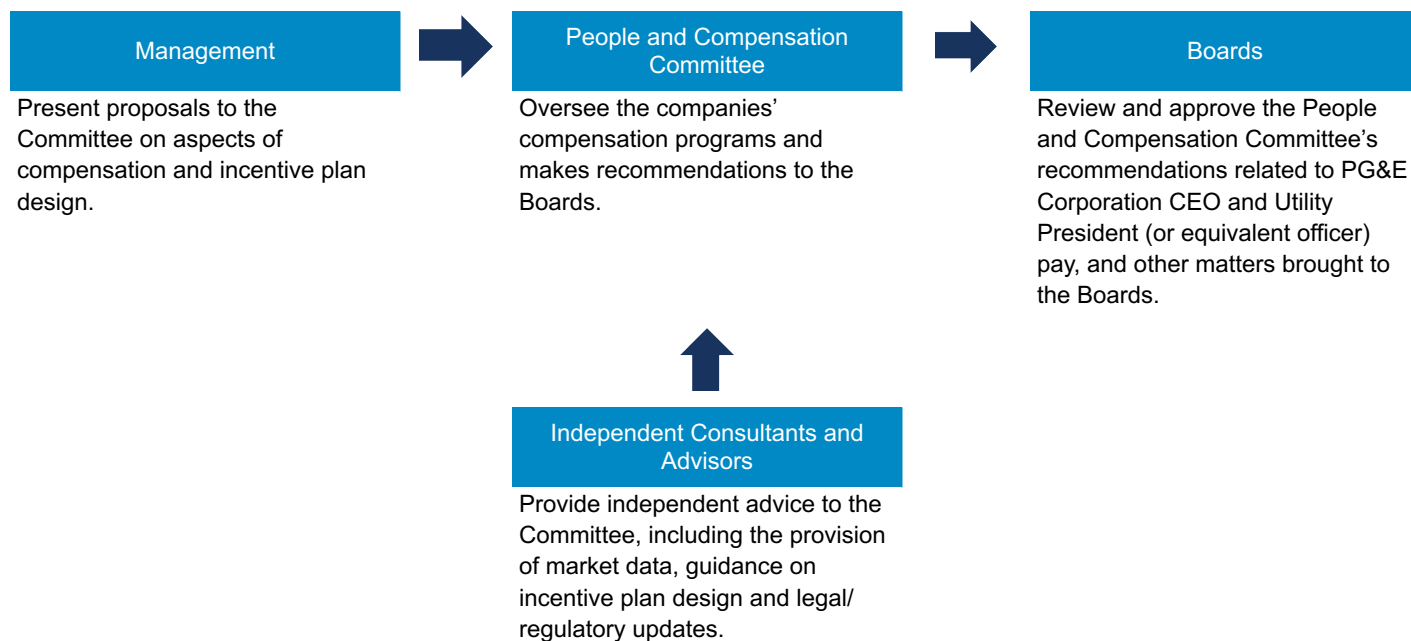 Management
Present proposals to the
Committee on aspects of
compensation and incentive plan
design.
People and Compensation
Committee
Oversee the companies’
compensation programs and
makes recommendations to the
Boards.
Boards
Review and approve the People
and Compensation Committee’s
recommendations related to PG&E
Corporation CEO and Utility
President (or equivalent officer)
pay, and other matters brought to
the Boards.
Independent Consultants and
Advisors
Provide independent advice to the
Committee, including the provision
of market data, guidance on
incentive plan design and legal/
regulatory updates.